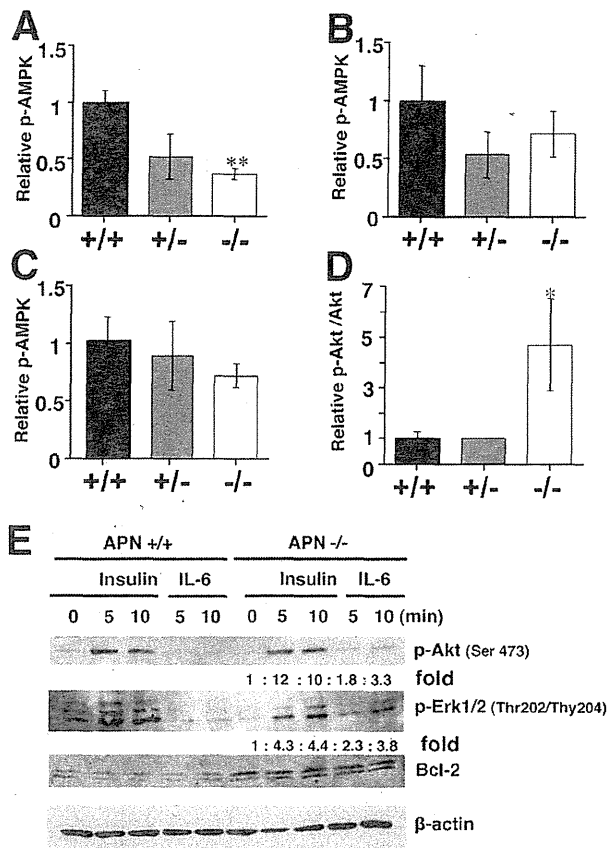 A
B
Relative p-AMPK
1.5
1
0.5
0
+/+ +/- -/-
**
Relative p-AMPK
1.5
1
0.5
0
+/+ +/- -/-
C
D
Relative p-AMPK
1.5
1
0.5
0
+/+ +/- -/-
Relative p-Akt /Akt
7
5
3
1
0
+/+ +/- -/-
*
E
APN +/+ APN -/-
Insulin IL-6 Insulin IL-6
0 5 10 5 10 0 5 10 5 10 (min)
p-Akt (Ser 473)
1 : 12 : 10 : 1.8 : 3.3 fold
p-Erk1/2 (Thr202/Thy204)
1 : 4.3 : 4.4 : 2.3 : 3.8 fold
Bcl-2
β-actin